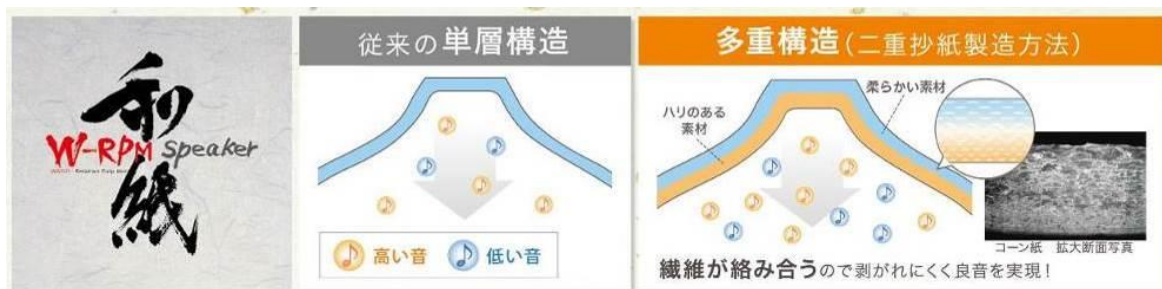 和紙
W-RPM Speaker
従来の単層構造
高い音
低い音
多重構造(二重抄紙製造方法)
柔らかい素材
ハリのある
素材
コーン紙 拡大断面写真
繊維が絡み合うので剥がれにくく良音を実現!